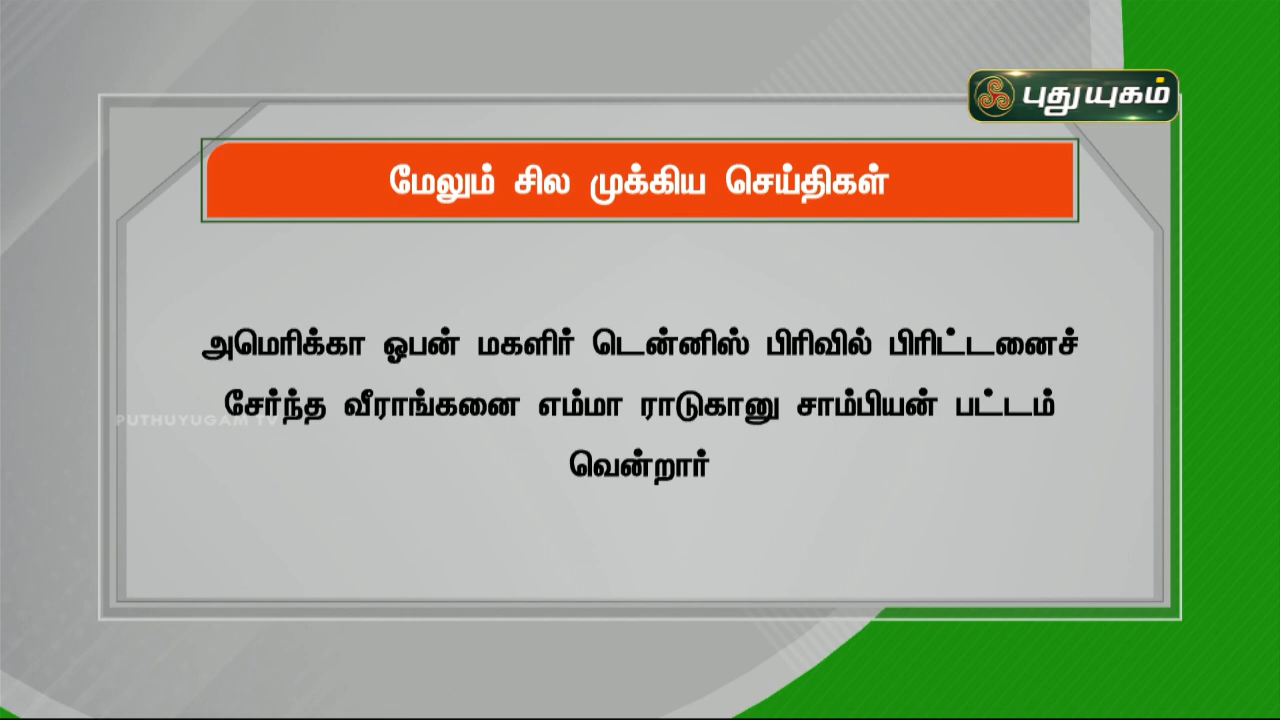 புதுயுகம்
மேலும் சில முக்கிய செய்திகள்
அமெரிக்கா ஓபன் மகளிர் டென்னிஸ் பிரிவில் பிரிட்டனைச்
சேர்ந்த வீராங்கனை எம்மா ராடுகானு சாம்பியன் பட்டம்
வென்றார்
PUTHUYUGAM TV